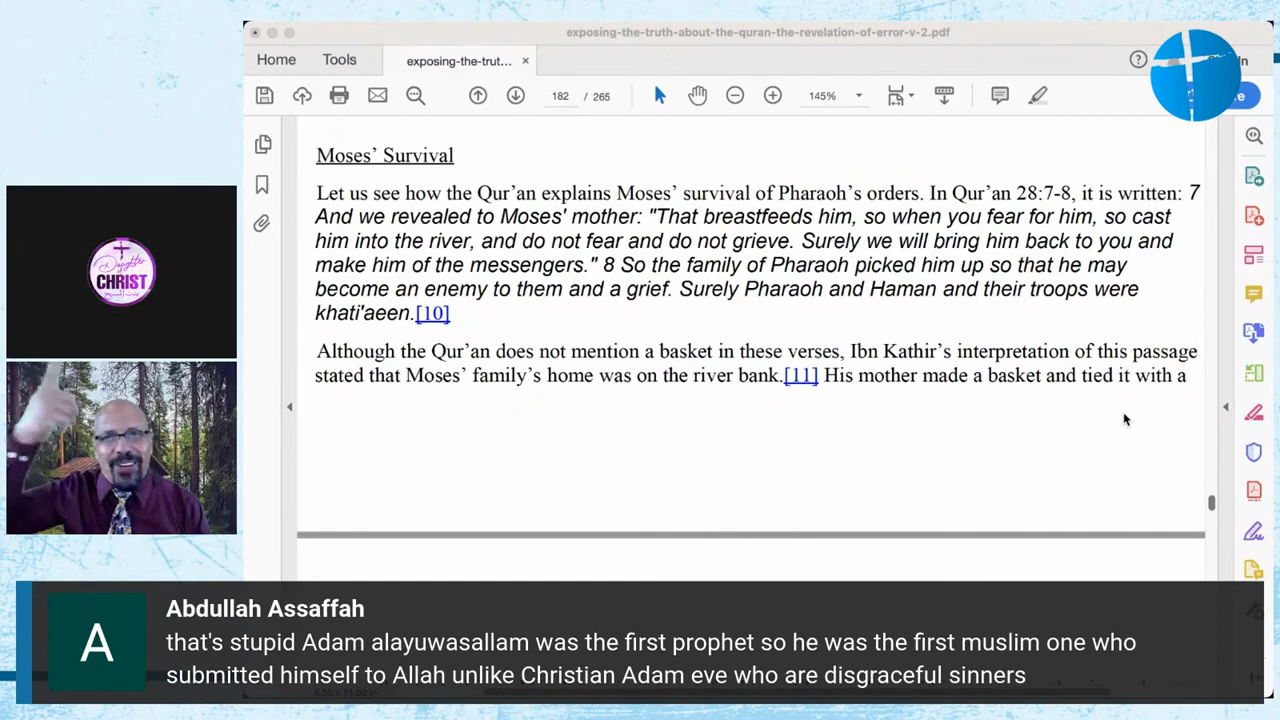 exposing-the-truth-about-the-quran-the-revelation-of-error-v-2.pdf
Home
Tools
exposing-the-trut...
182 / 265
145%
Moses' Survival
Let us see how the Qur'an explains Moses' survival of Pharaoh's orders. In Qur'an 28:7-8, it is written: 7
And we revealed to Moses' mother: "That breastfeeds him, so when you fear for him, so cast
him into the river, and do not fear and do not grieve. Surely we will bring him back to you and
make him of the messengers." 8 So the family of Pharaoh picked him up so that he may
become an enemy to them and a grief. Surely Pharaoh and Haman and their troops were
khati'aeen.[10]
Although the Qur'an does not mention a basket in these verses, Ibn Kathir's interpretation of this passage
stated that Moses' family's home was on the river bank.[11] His mother made a basket and tied it with a
Daughter
CHRIST
A
Abdullah Assaffah
that's stupid Adam alayuwasallam was the first prophet so he was the first muslim one who
submitted himself to Allah unlike Christian Adam eve who are disgraceful sinners